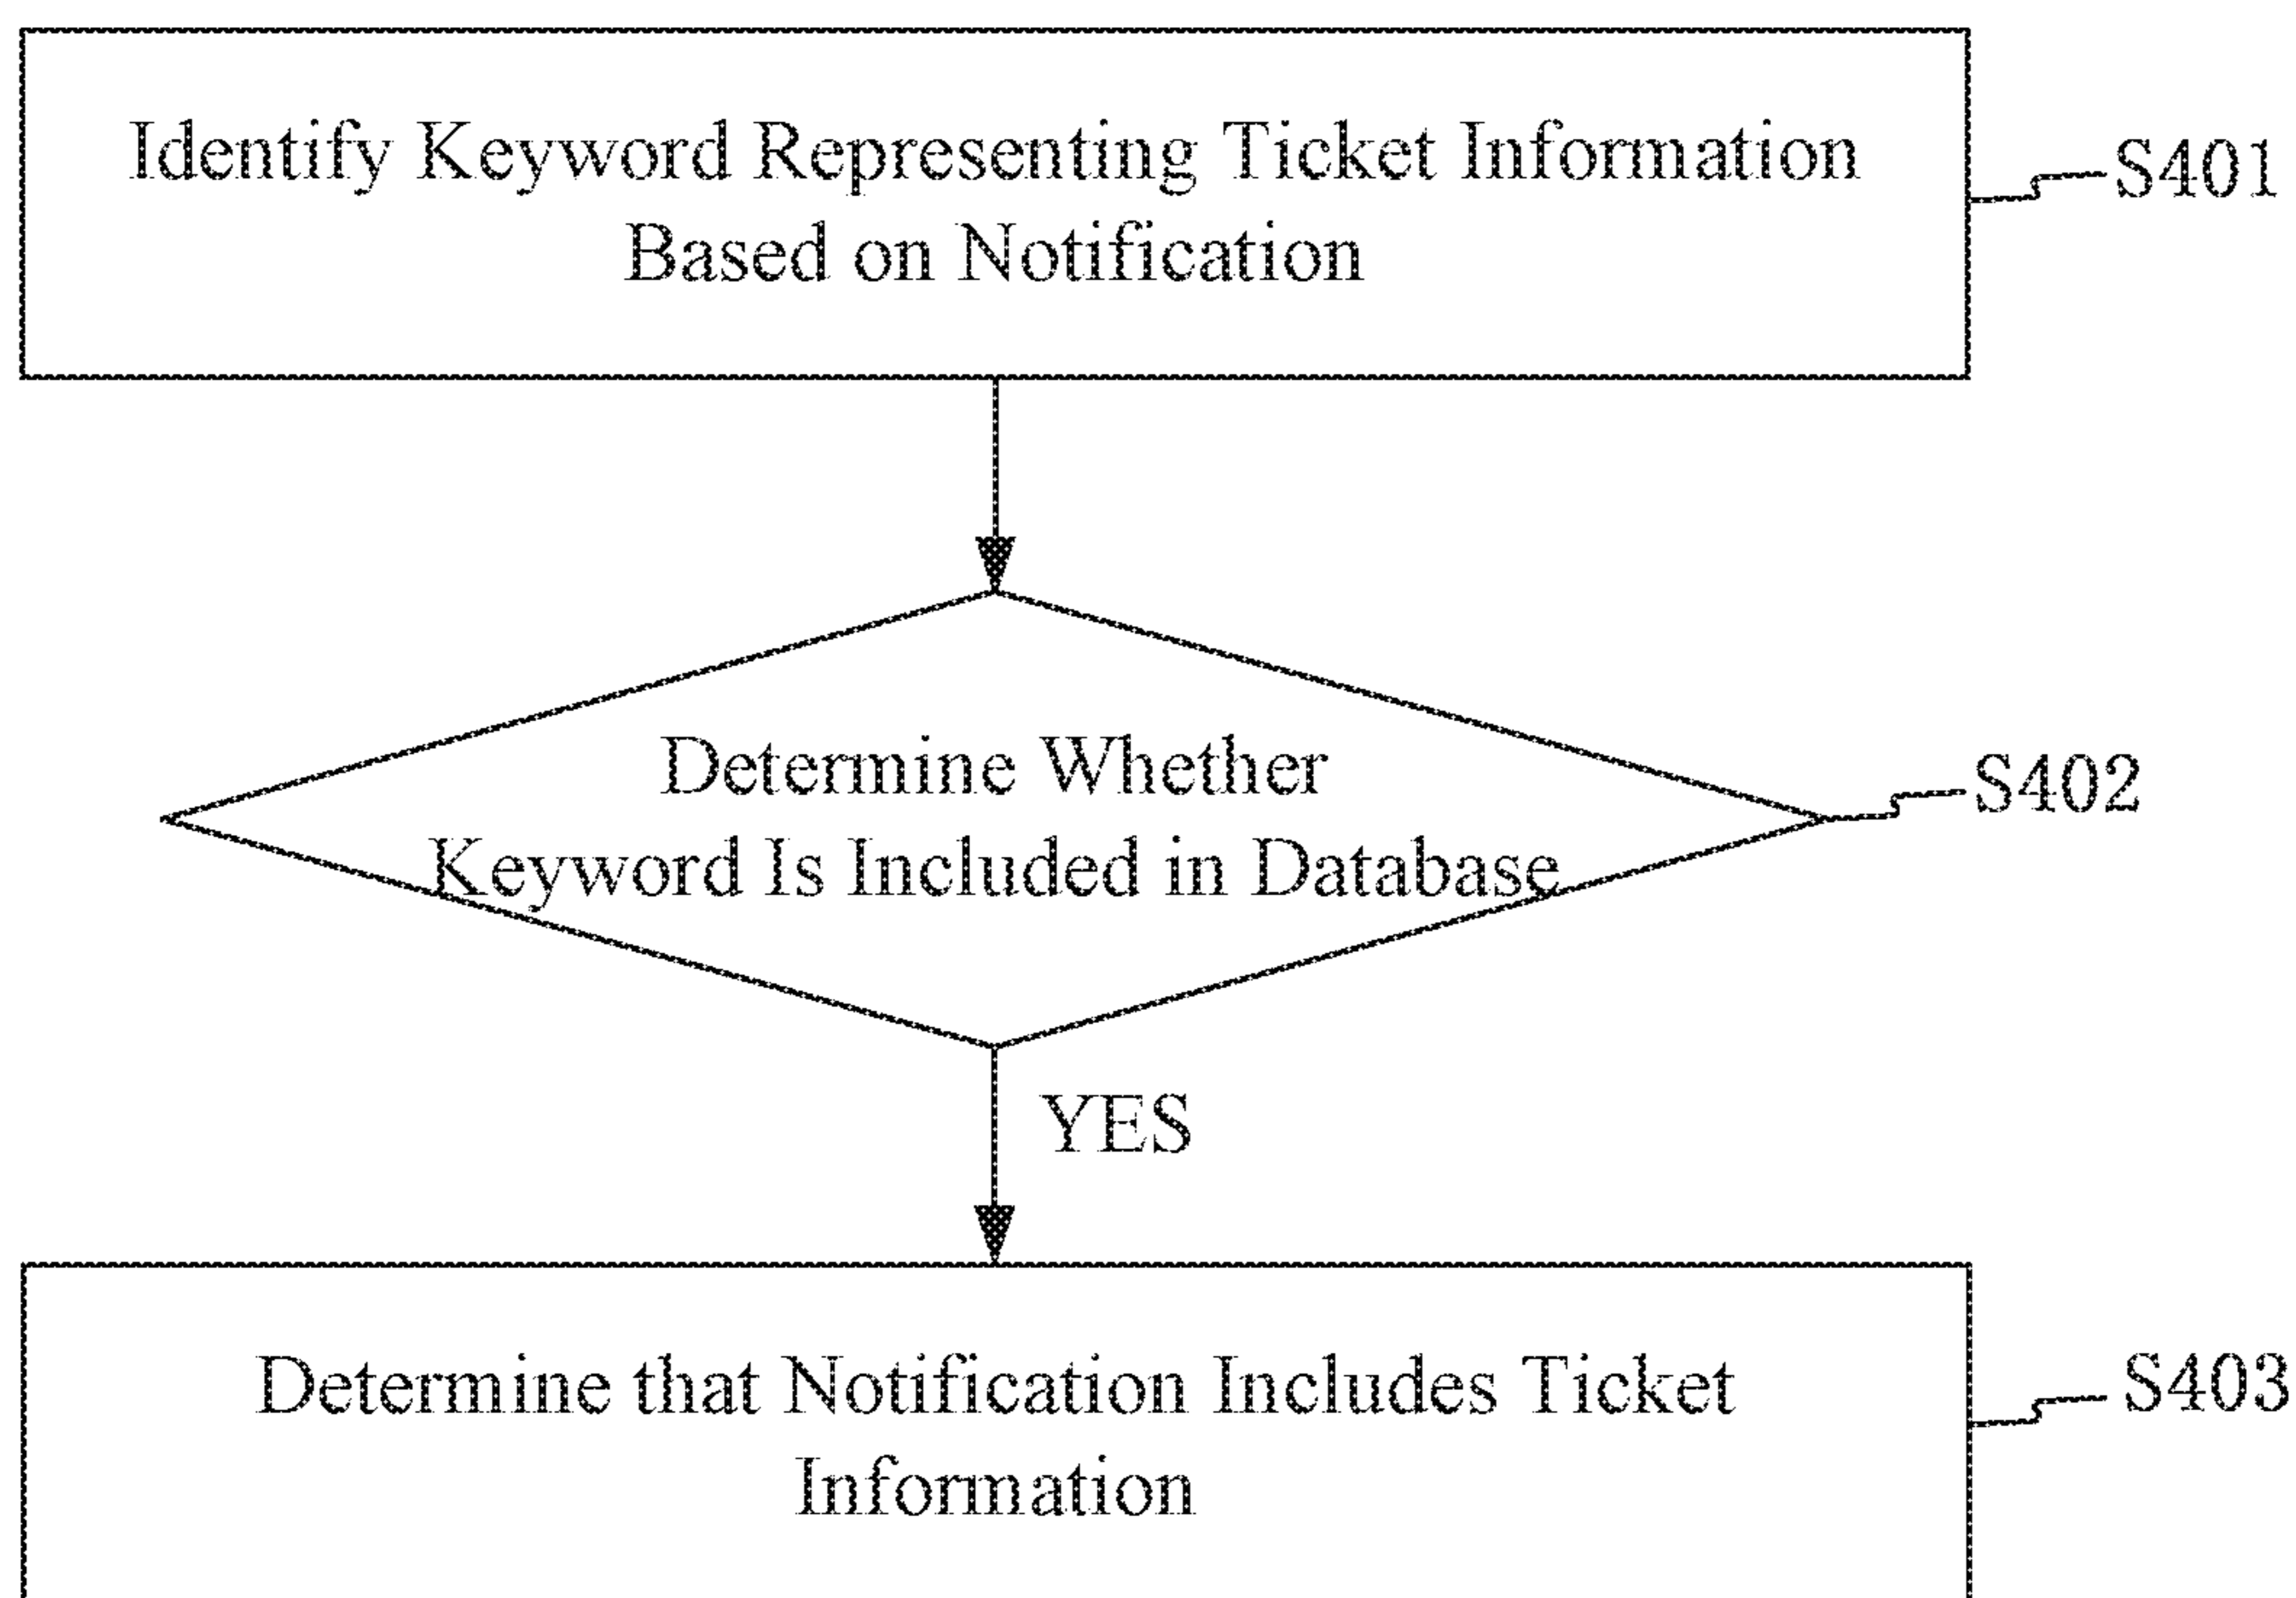 Identify Keyword Representing Ticket Information
Based on Notification
S401
Determine Whether
Keyword Is Included in Database
S402
YES
Determine that Notification Includes Ticket
Information
S403